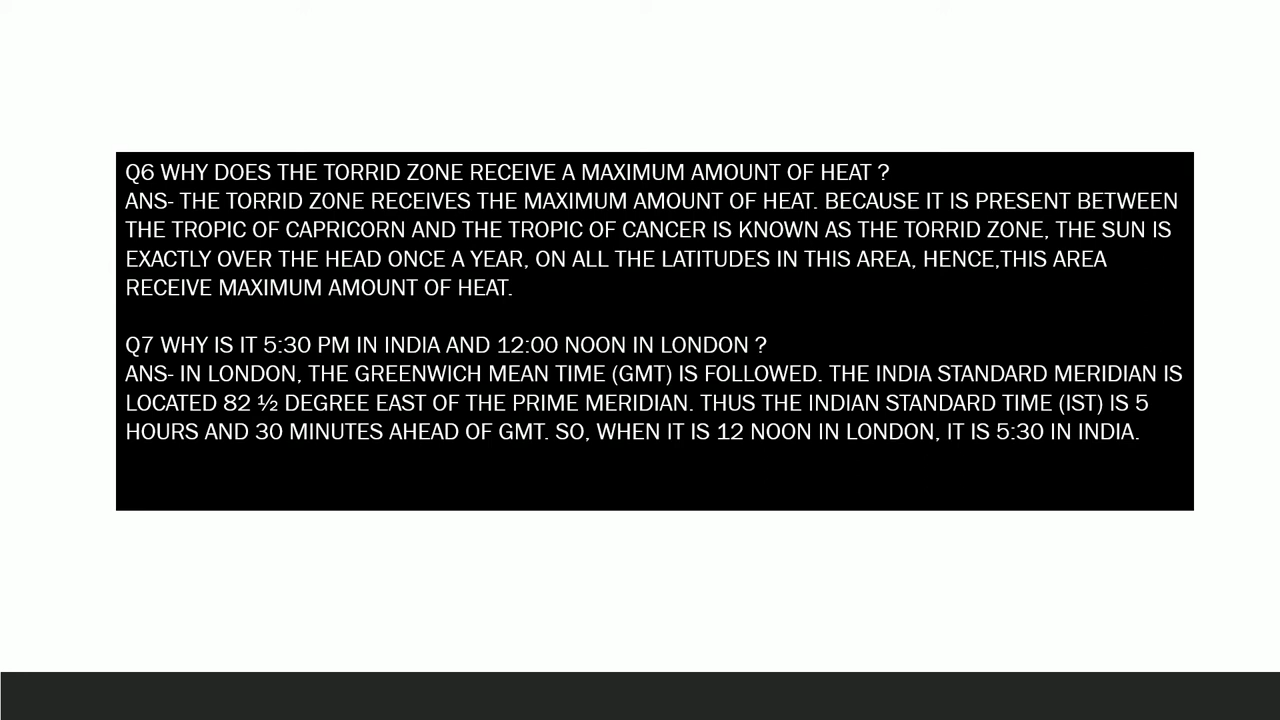 Q6 WHY DOES THE TORRID ZONE RECEIVE A MAXIMUM AMOUNT OF HEAT ?
ANS- THE TORRID ZONE RECEIVES THE MAXIMUM AMOUNT OF HEAT. BECAUSE IT IS PRESENT BETWEEN
THE TROPIC OF CAPRICORN AND THE TROPIC OF CANCER IS KNOWN AS THE TORRID ZONE, THE SUN IS
EXACTLY OVER THE HEAD ONCE A YEAR, ON ALL THE LATITUDES IN THIS AREA, HENCE,THIS AREA
RECEIVE MAXIMUM AMOUNT OF HEAT.
Q7 WHY IS IT 5:30 PM IN INDIA AND 12:00 NOON IN LONDON ?
ANS- IN LONDON, THE GREENWICH MEAN TIME (GMT) IS FOLLOWED. THE INDIA STANDARD MERIDIAN IS
LOCATED 82 ½ DEGREE EAST OF THE PRIME MERIDIAN. THUS THE INDIAN STANDARD TIME (IST) IS 5
HOURS AND 30 MINUTES AHEAD OF GMT. SO, WHEN IT IS 12 NOON IN LONDON, IT IS 5:30 IN INDIA.